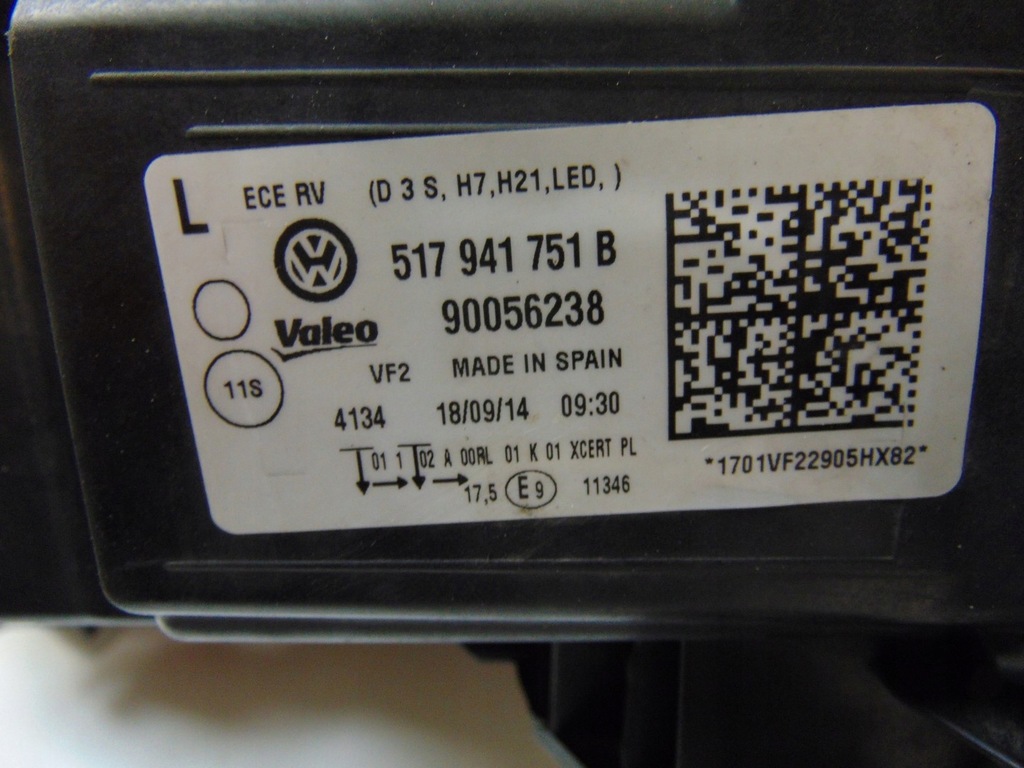 L ECE RV (D 3 S, H7,H21,LED, )
517 941 751 B
Valeo 90056238
VF2 MADE IN SPAIN
11S
4134 18/09/14 09:30
01 1 02 A 00RL 01 K 01 XCERT PL
17,5 E9 11346
*1701VF22905HX82*